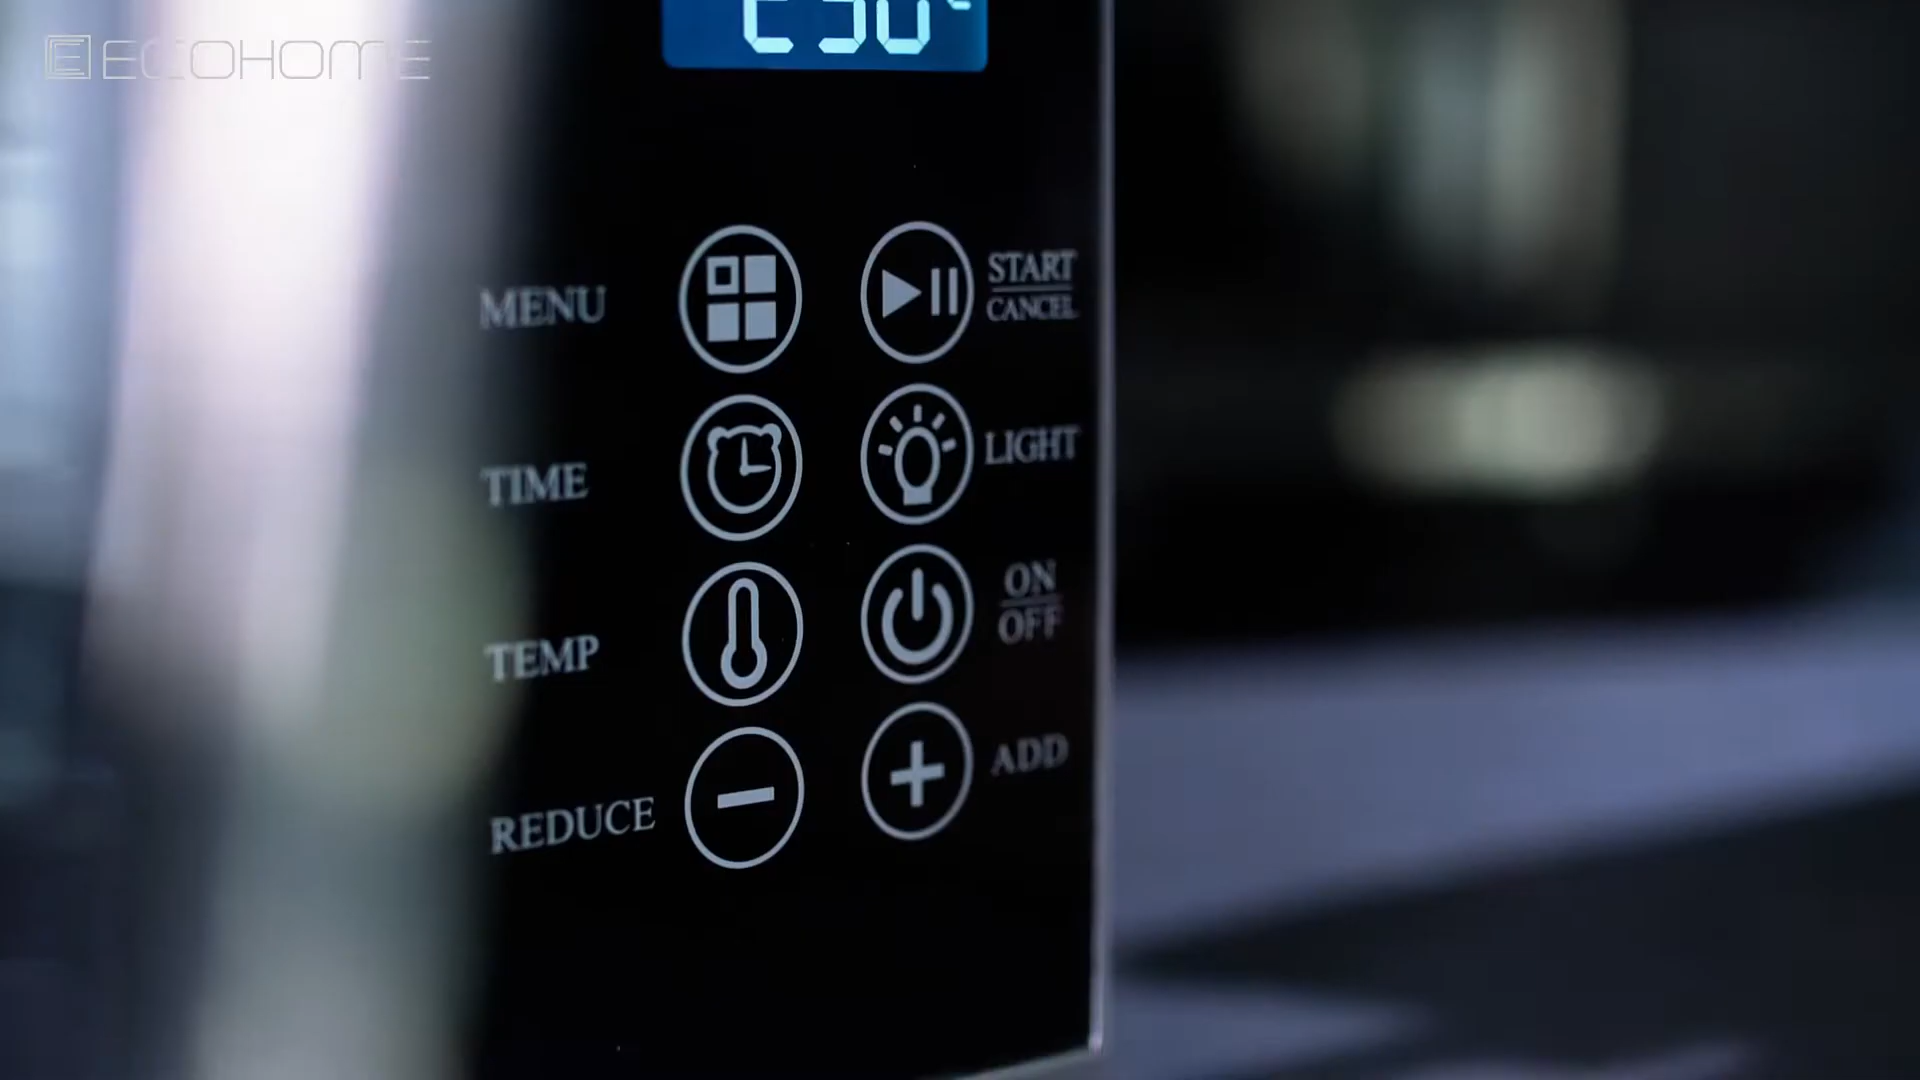 ECOHOME
MENU
START
CANCEL
TIME
LIGHT
TEMP
ON
OFF
REDUCE
ADD